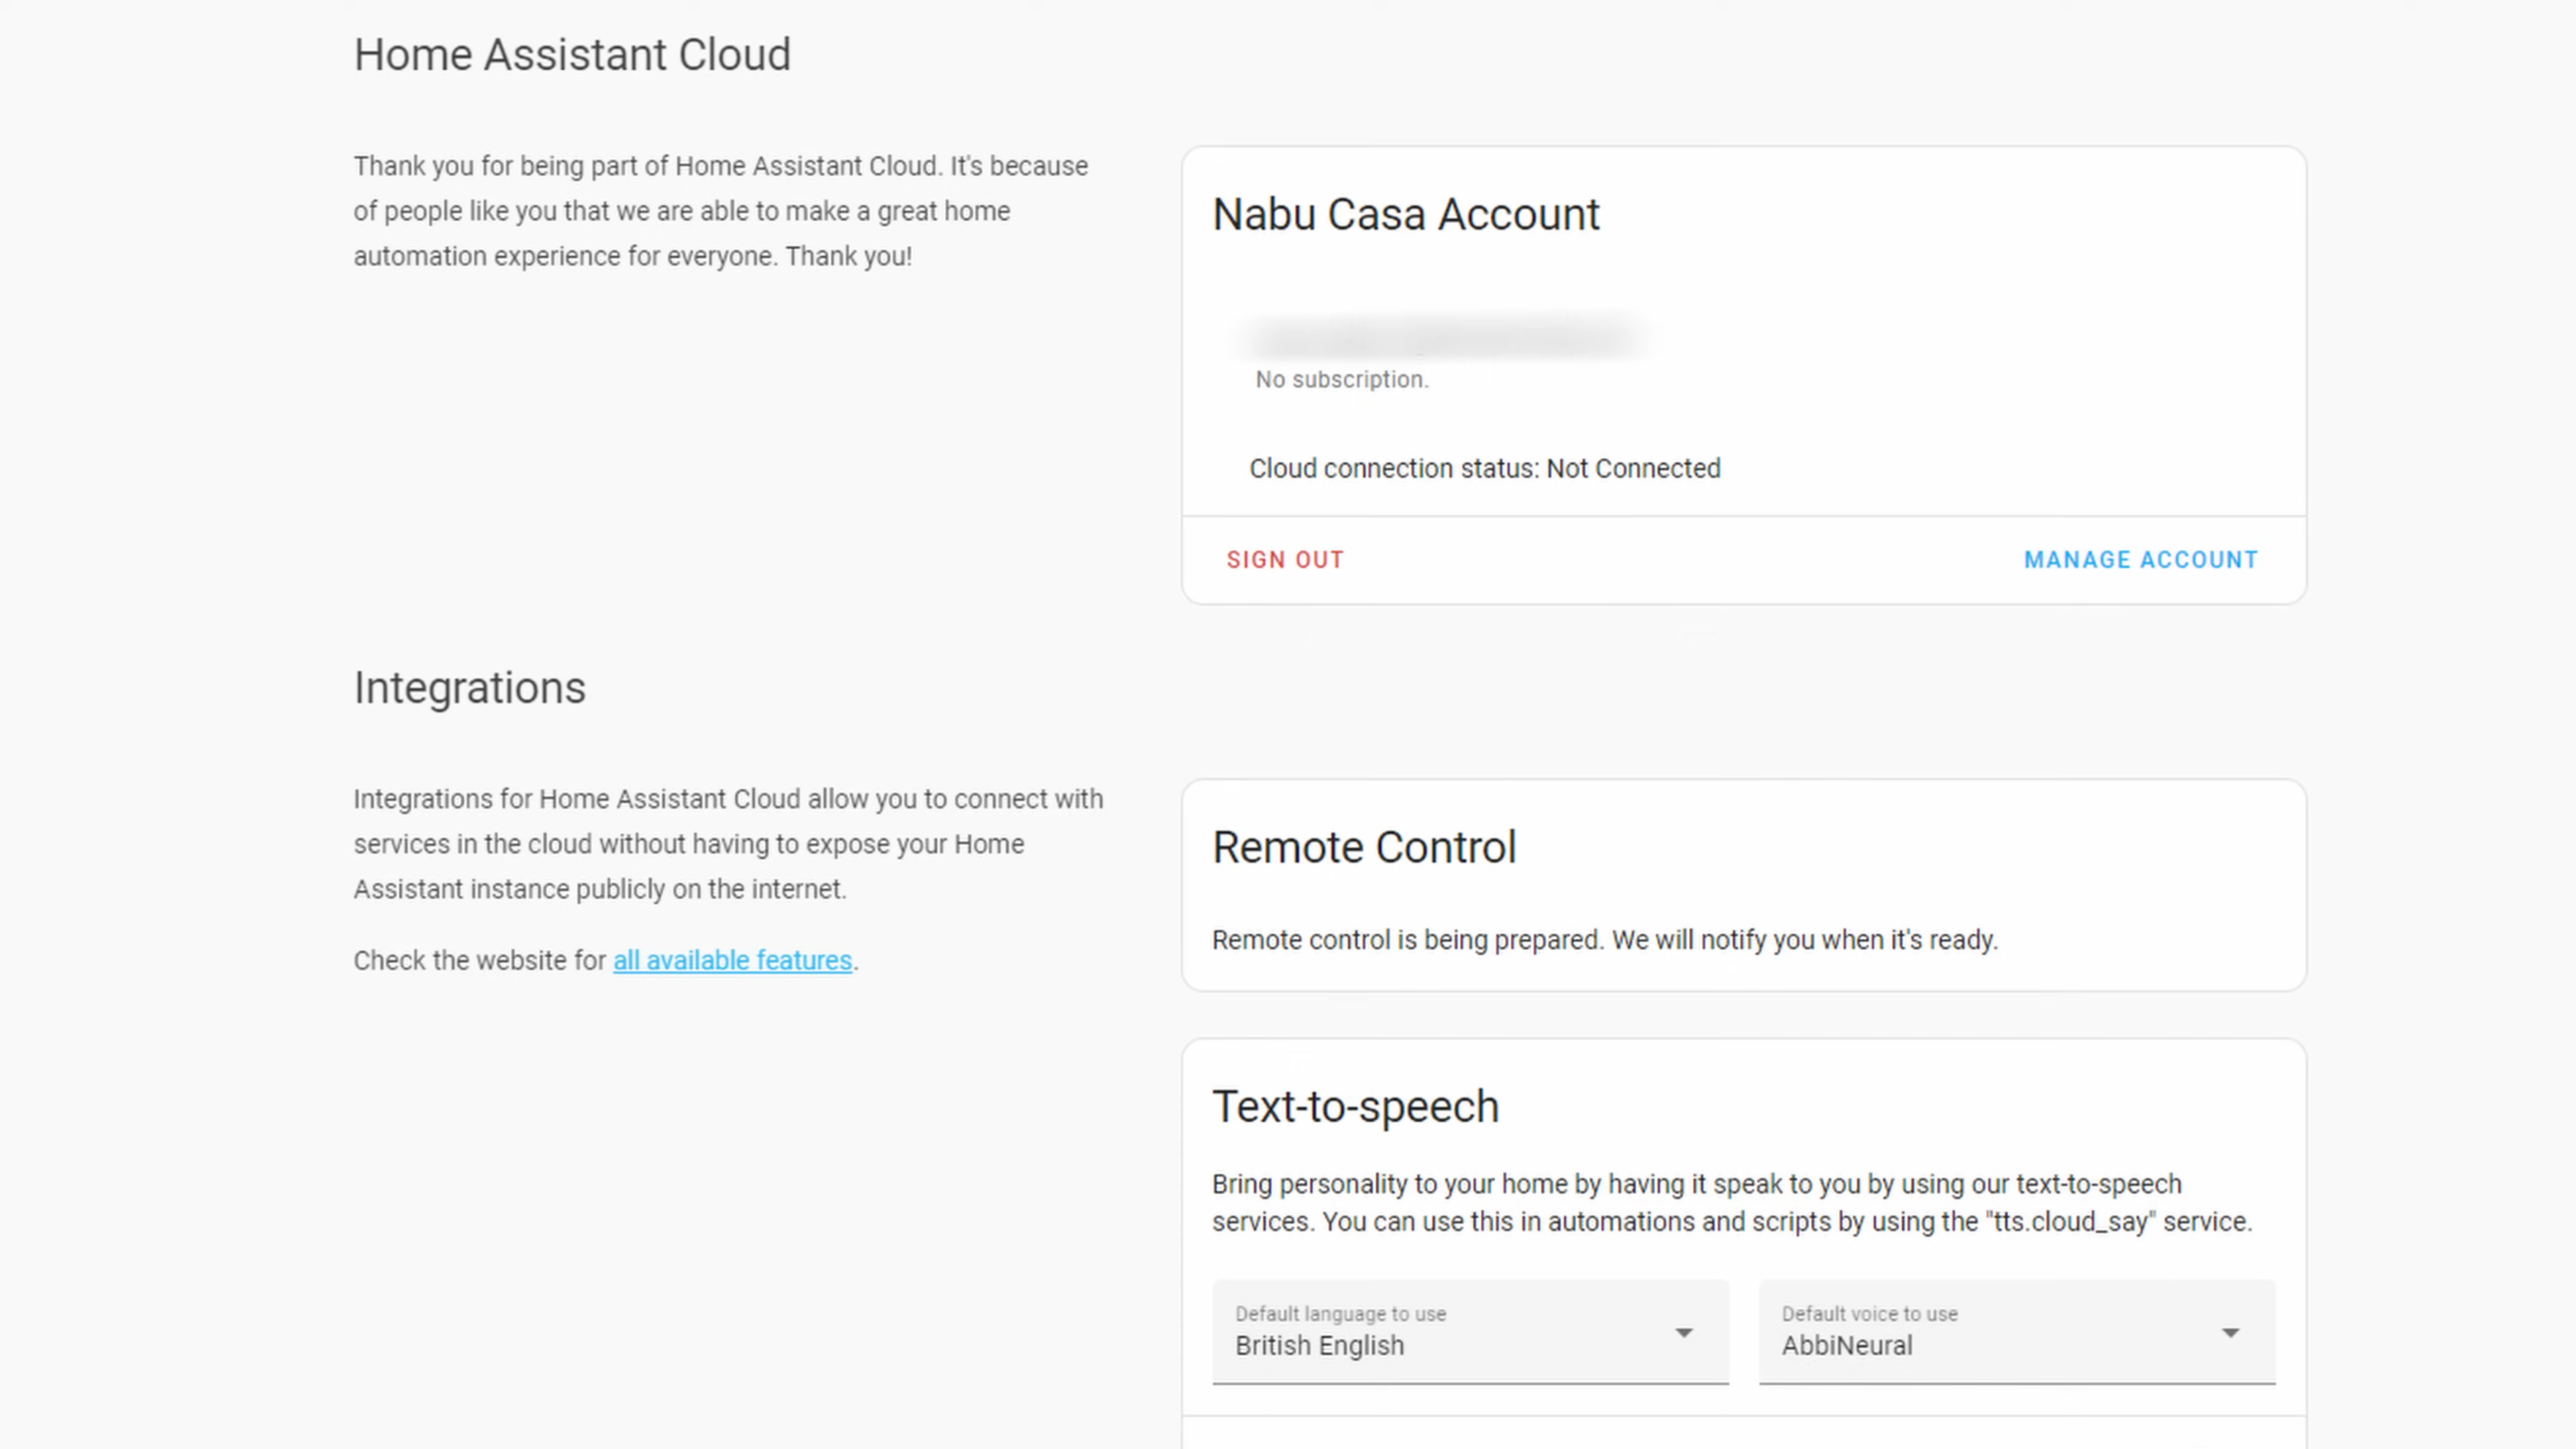 Home Assistant Cloud
Thank you for being part of Home Assistant Cloud. It's because
of people like you that we are able to make a great home
automation experience for everyone. Thank you!
Nabu Casa Account
No subscription.
Cloud connection status: Not Connected
SIGN OUT
MANAGE ACCOUNT
Integrations
Integrations for Home Assistant Cloud allow you to connect with
services in the cloud without having to expose your Home
Assistant instance publicly on the internet.
Check the website for all available features.
Remote Control
Remote control is being prepared. We will notify you when it's ready.
Text-to-speech
Bring personality to your home by having it speak to you by using our text-to-speech
services. You can use this in automations and scripts by using the "tts.cloud_say" service.
Default language to use
British English
Default voice to use
AbbiNeural